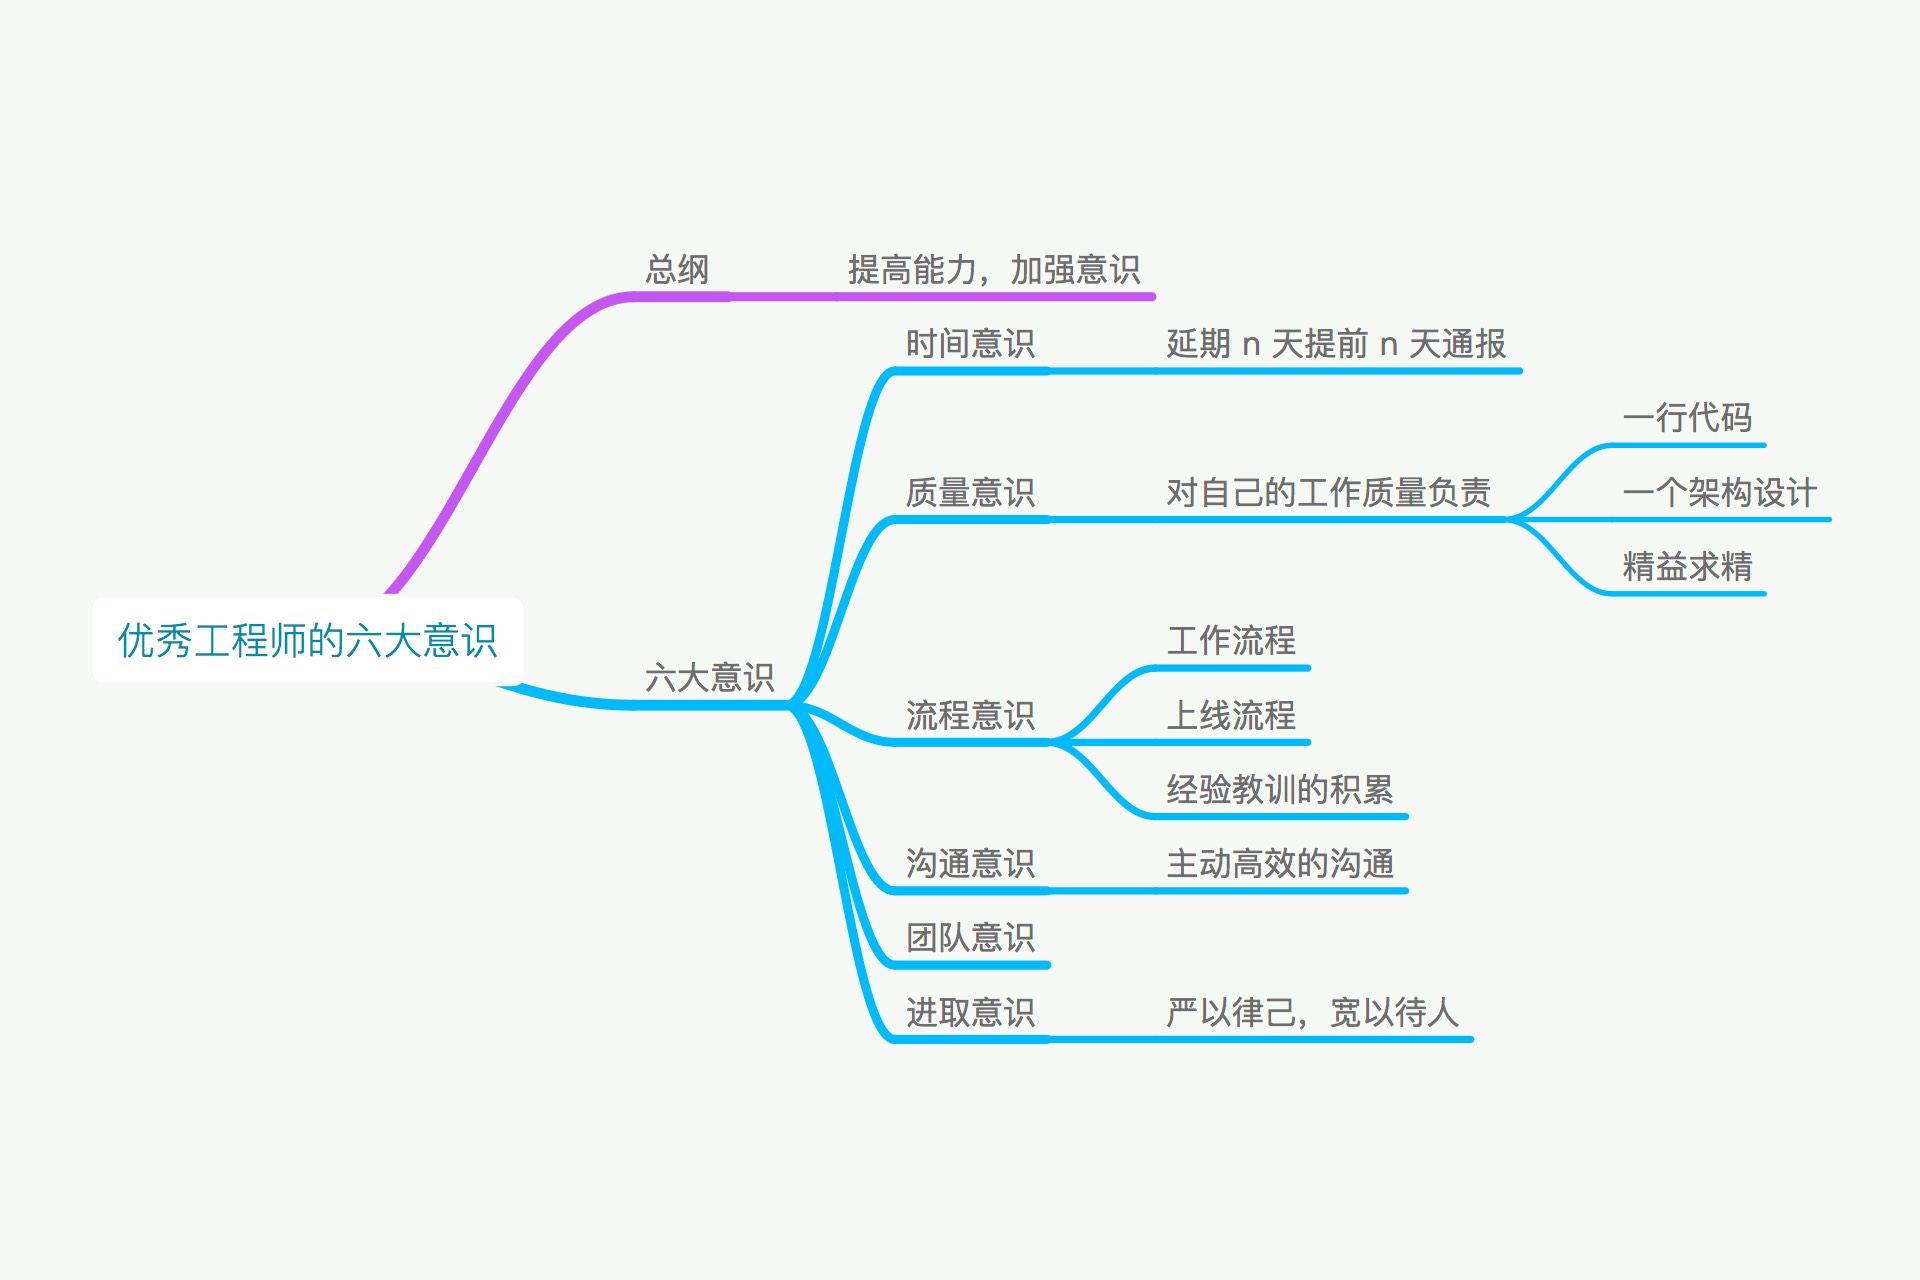 优秀工程师的六大意识
总纲
提高能力，加强意识
六大意识
时间意识
延期 n 天提前 n 天通报
质量意识
对自己的工作质量负责
一行代码
一个架构设计
精益求精
流程意识
工作流程
上线流程
经验教训的积累
沟通意识
主动高效的沟通
团队意识
进取意识
严以律己，宽以待人